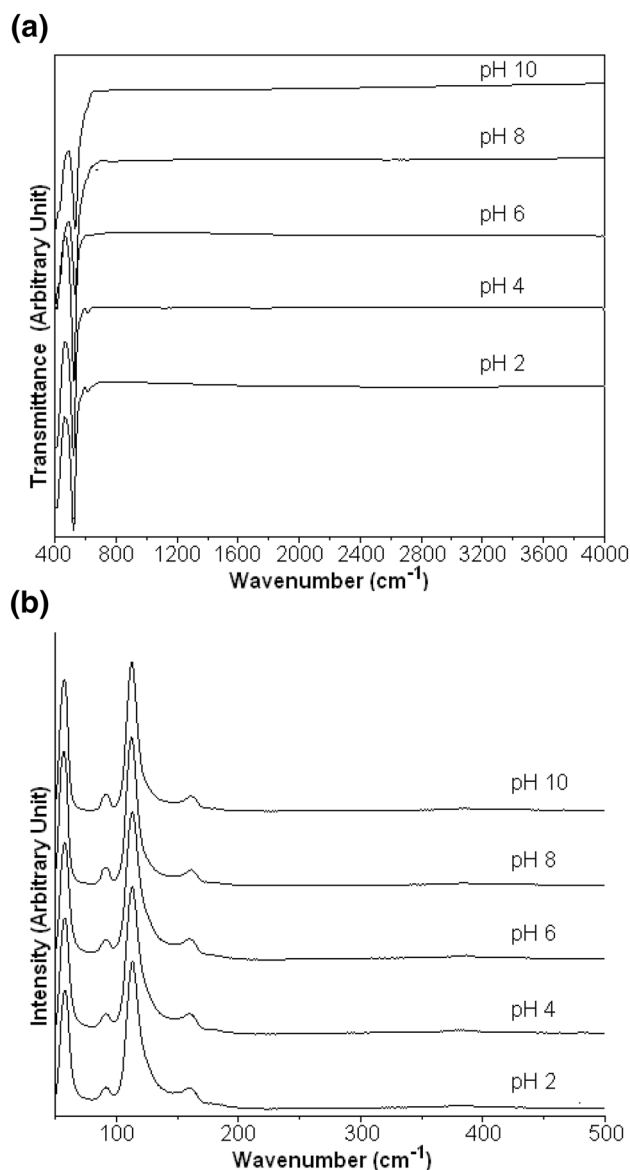 (a)
pH 10
pH 8
pH 6
pH 4
pH 2
Transmittance (Arbitrary Unit)
400 800 1200 1600 2000 2400 2800 3200 3600 4000
Wavenumber (cm⁻¹)
(b)
pH 10
pH 8
pH 6
pH 4
pH 2
Intensity (Arbitrary Unit)
100 200 300 400 500
Wavenumber (cm⁻¹)